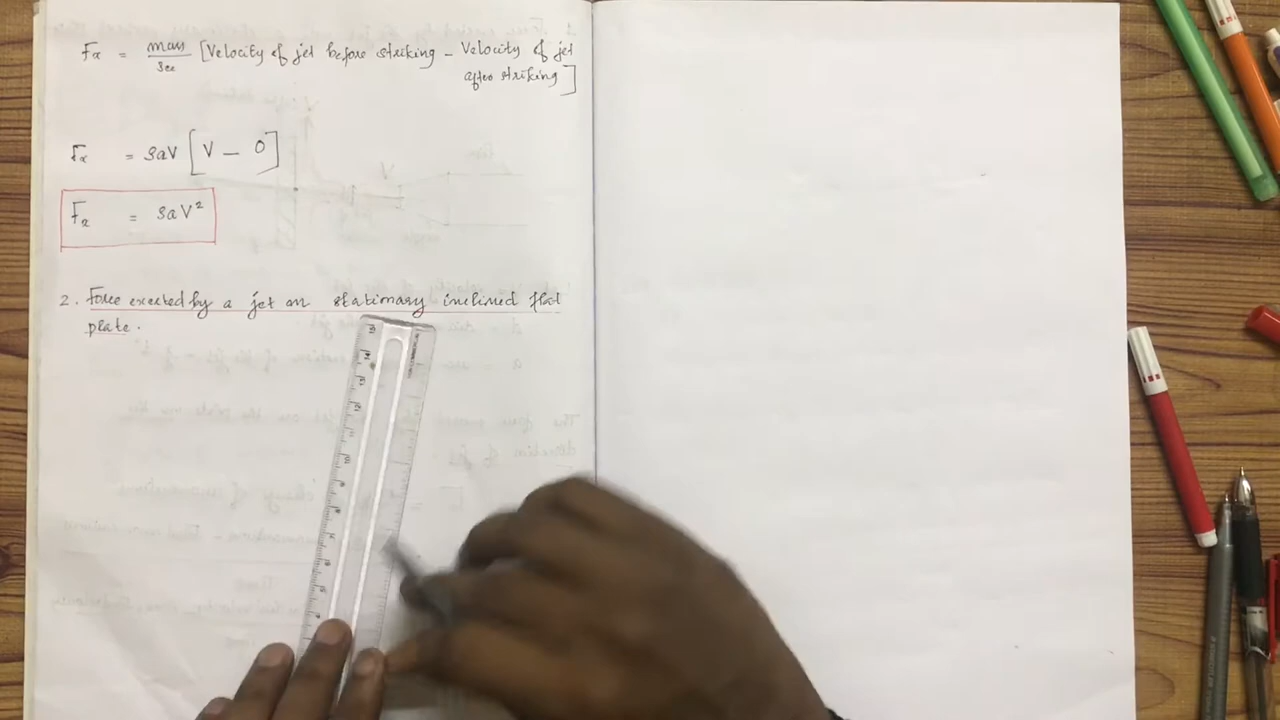 Fx = mass/sec [Velocity of jet before striking - Velocity of jet
after striking]
Fx = ρaV [V - 0]
Fx = ρaV²
2. Force exerted by a jet on stationary inclined flat
plate.